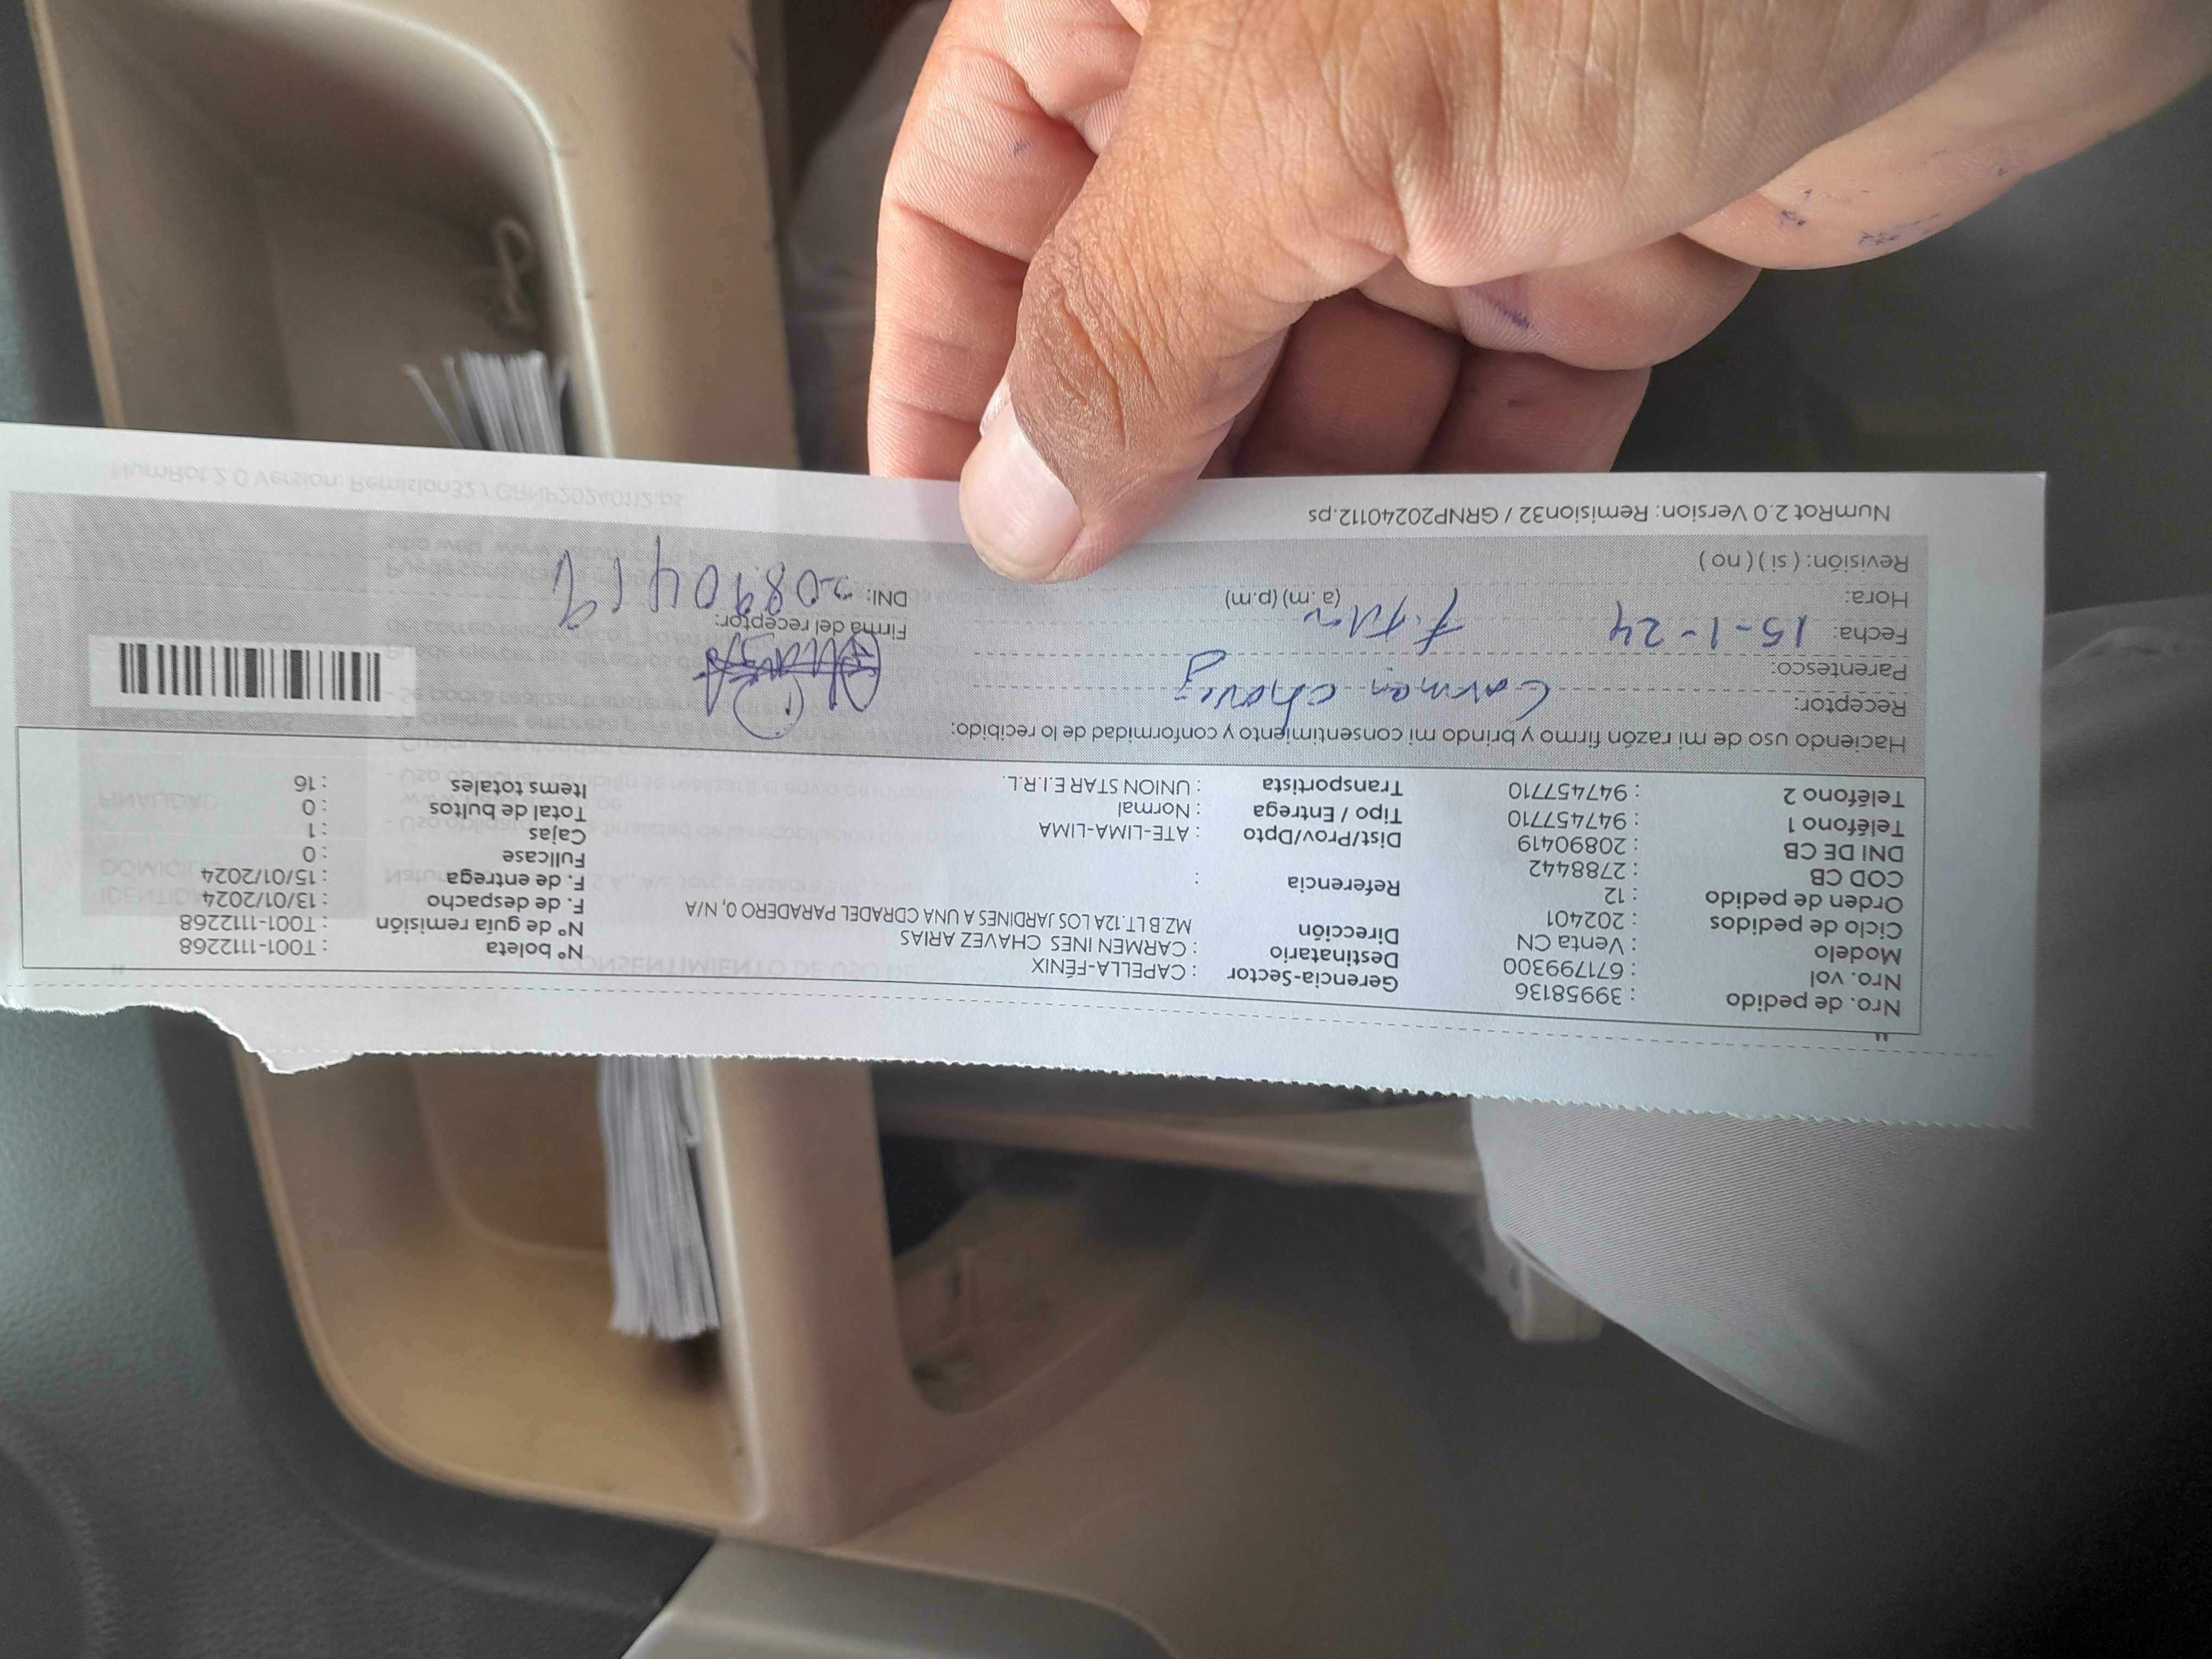 Nro. de pedido : 39958136 Gerencia-Sector : CAPELLA-FÉNIX Nº boleta : T001-1112268
Nro. vol : 671799300 Destinatario : CARMEN INES CHAVEZ ARIAS Nº de guía remisión : T001-1112268
Modelo : Venta CN Dirección MZ.B LT.12A LOS JARDINES A UNA CDRADEL PARADERO 0, N/A F. de despacho : 13/01/2024
Ciclo de pedidos : 202401 F. de entrega : 15/01/2024
Orden de pedido : 12 Referencia : Fullcase : 0
COD CB : 2788442 Cajas : 1
DNI DE CB : 20890419 Dist/Prov/Dpto : ATE-LIMA-LIMA Total de bultos : 0
Teléfono 1 : 947457710 Tipo / Entrega : Normal Items totales : 16
Teléfono 2 : 947457710 Transportista : UNION STAR E.I.R.L.
Haciendo uso de mi razón firmo y brindo mi consentimiento y conformidad de lo recibido:
Receptor: Carmen chavez
Parentesco:
Fecha: 15-1-24
Firma del receptor:
Hora: (a. m) (p.m)
DNI: 20890419
Revisión: ( si ) ( no )
NumRot 2.0 Version: Remision32 / GRNP20240112.ps